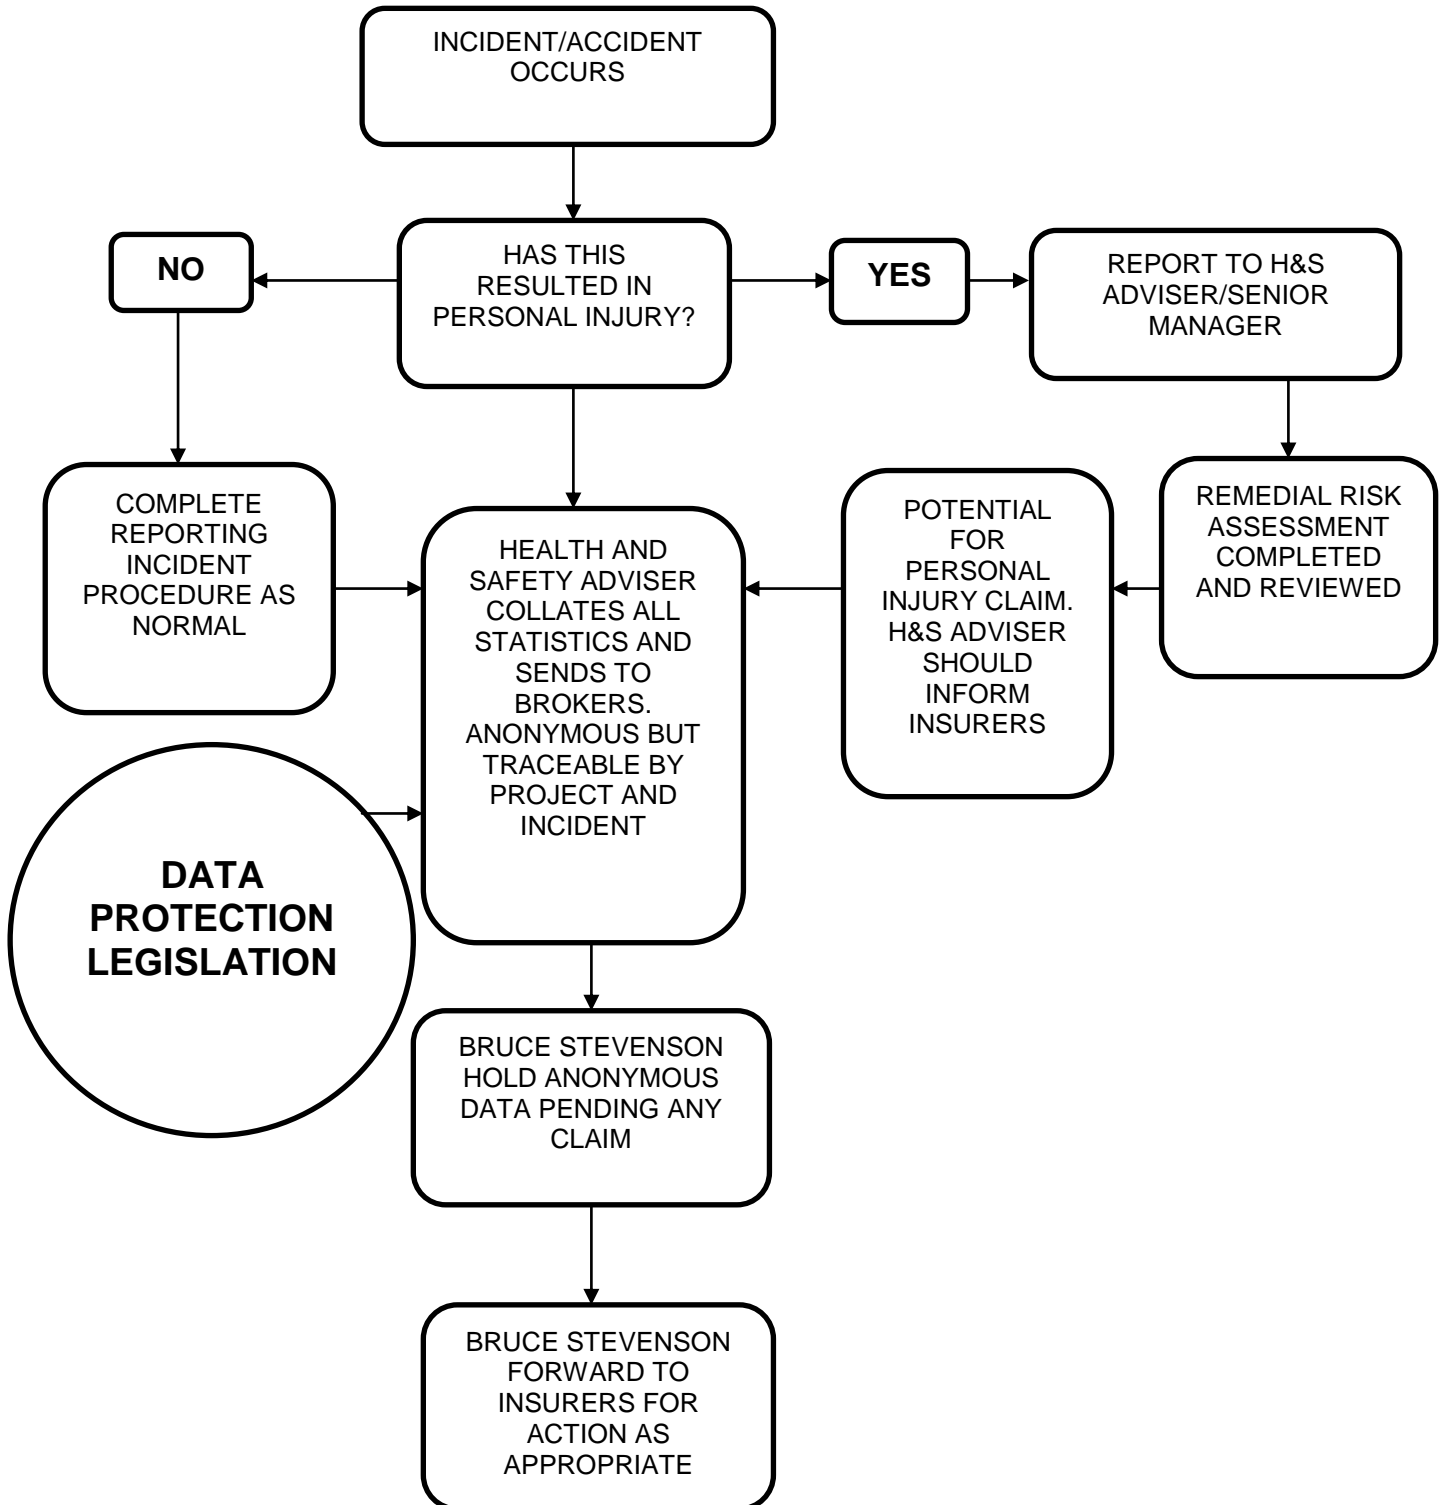 INCIDENT/ACCIDENT
OCCURS
NO
HAS THIS
RESULTED IN
PERSONAL INJURY?
YES
REPORT TO H&S
ADVISER/SENIOR
MANAGER
COMPLETE
REPORTING
INCIDENT
PROCEDURE AS
NORMAL
HEALTH AND
SAFETY ADVISER
COLLATES ALL
STATISTICS AND
SENDS TO
BROKERS.
ANONYMOUS BUT
TRACEABLE BY
PROJECT AND
INCIDENT
POTENTIAL
FOR
PERSONAL
INJURY CLAIM.
H&S ADVISER
SHOULD
INFORM
INSURERS
REMEDIAL RISK
ASSESSMENT
COMPLETED
AND REVIEWED
DATA
PROTECTION
LEGISLATION
BRUCE STEVENSON
HOLD ANONYMOUS
DATA PENDING ANY
CLAIM
BRUCE STEVENSON
FORWARD TO
INSURERS FOR
ACTION AS
APPROPRIATE